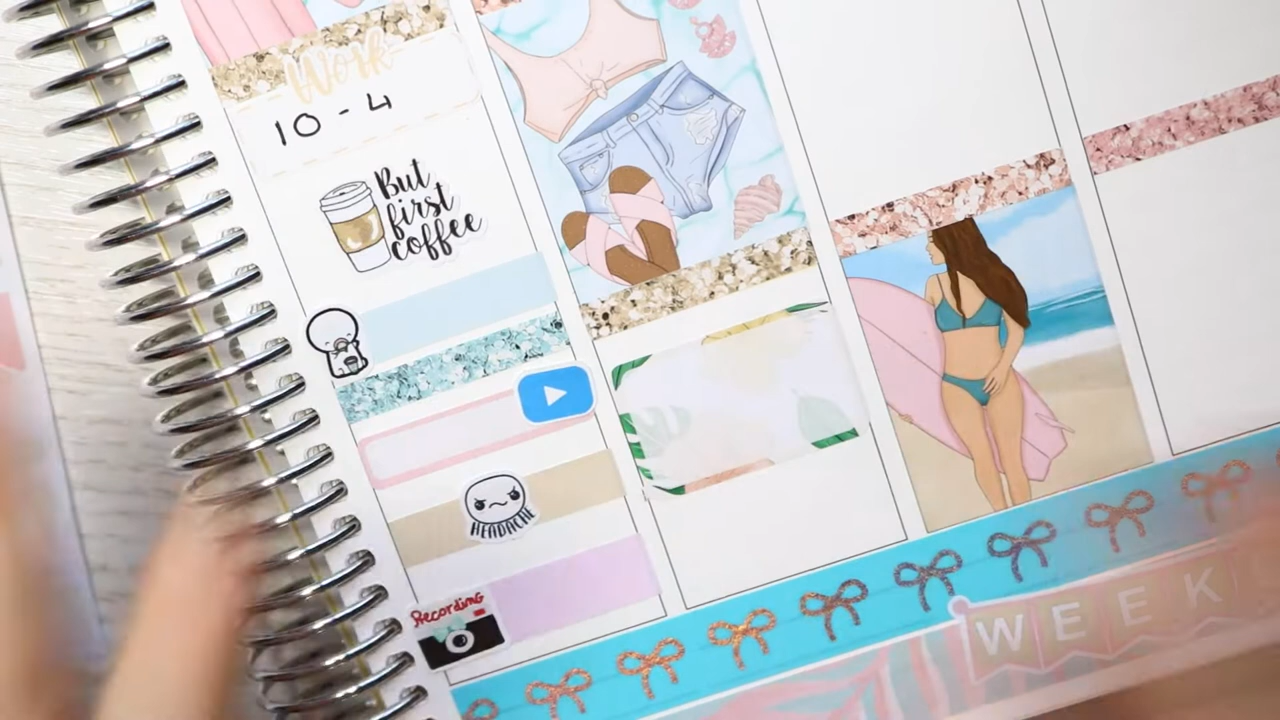 Work
10 - 4
But
first
coffee
HEADACHE
Recording
WEEK